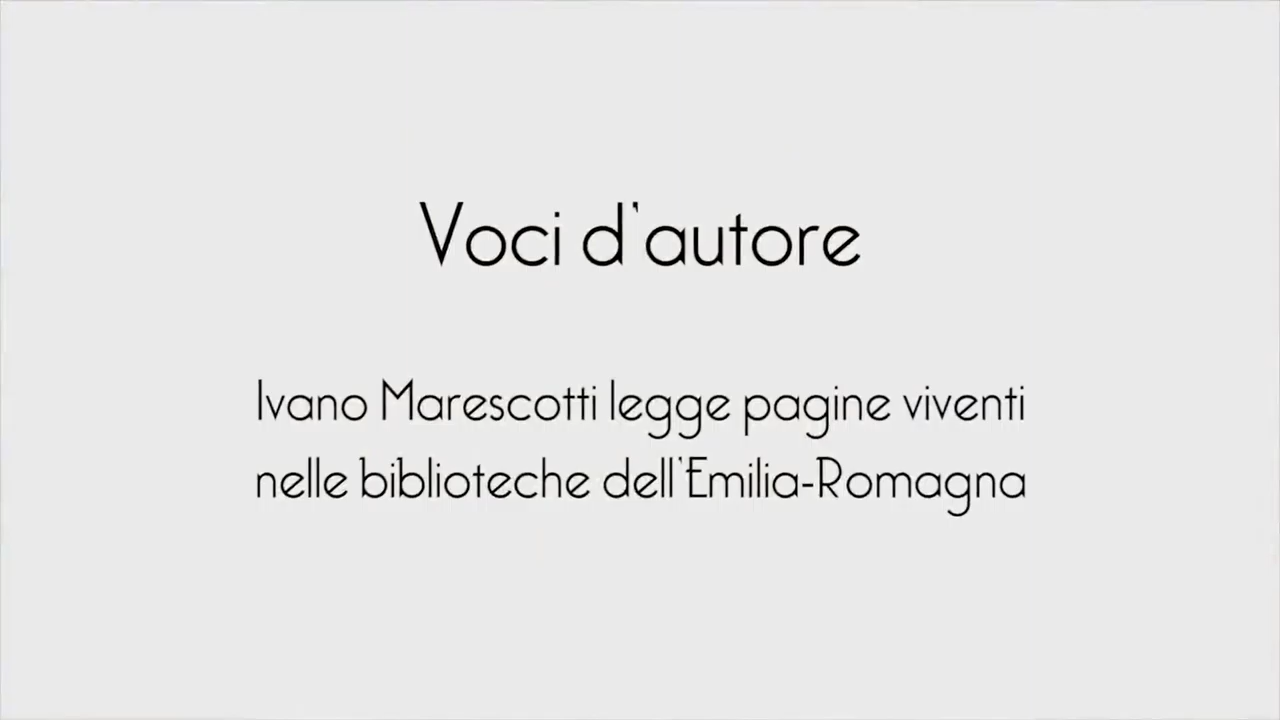 Voci d'autore
Ivano Marescotti legge pagine viventi
nelle biblioteche dell'Emilia-Romagna